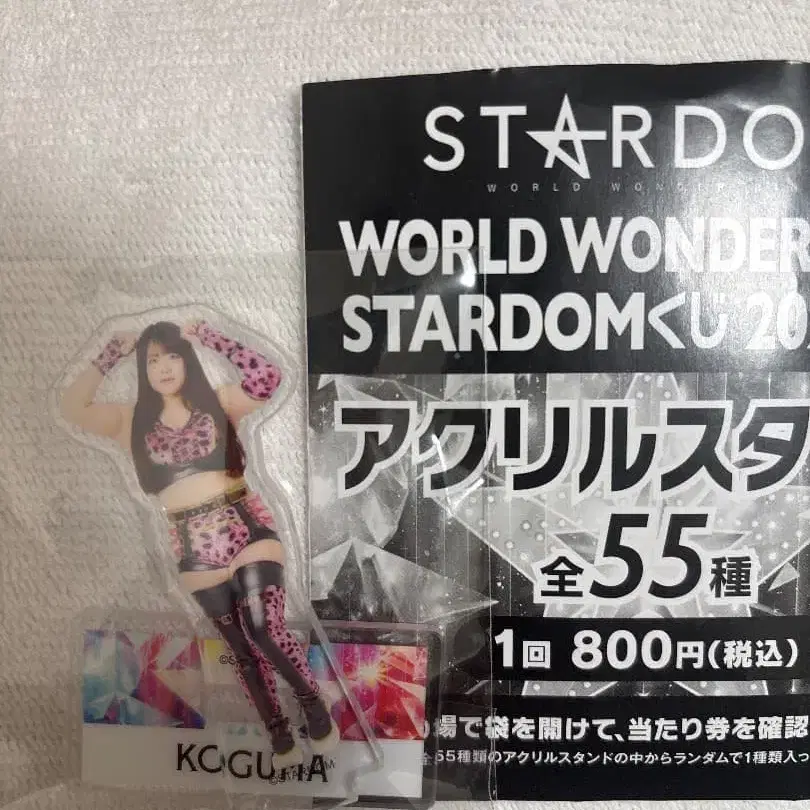 STARDO
WORLD WONDER
WORLD WONDER
STARDOMくじ 20
アクリルスタ
全55種
1回 800円(税込)
場で袋を開けて、当たり券を確認
全55種類のアクリルスタンドの中からランダムで1種類入っ
©S
KOGUMA
©STARDOM